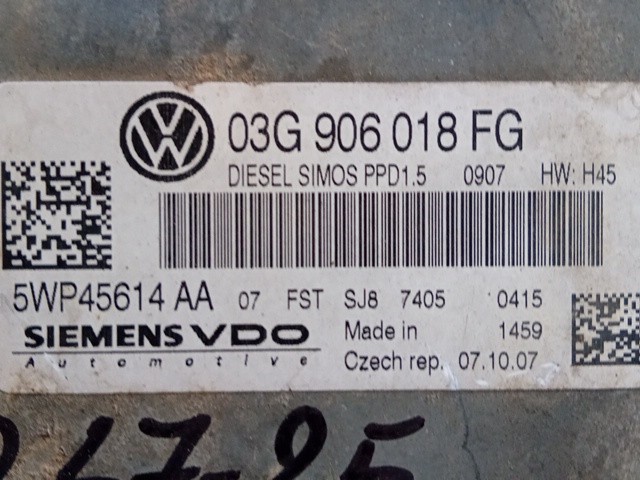 03G 906 018 FG
DIESEL SIMOS PPD1.5 0907 HW: H45
5WP45614 AA 07 FST SJ8 7405 0415
SIEMENS VDO Made in 1459
Automotive Czech rep. 07.10.07